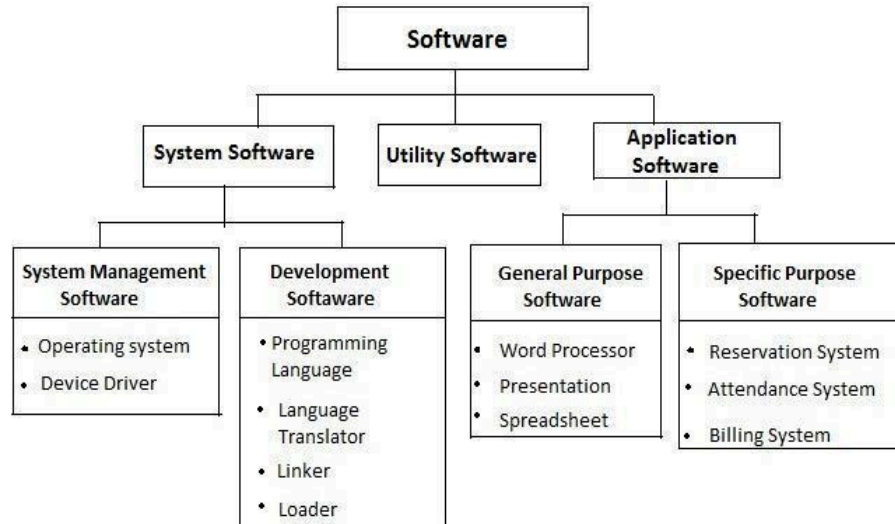 Software
System Software
Utility Software
Application
Software
System Management
Software
• Operating system
• Device Driver
Development
Softaware
• Programming
Language
• Language
Translator
• Linker
• Loader
General Purpose
Software
• Word Processor
• Presentation
• Spreadsheet
Specific Purpose
Software
• Reservation System
• Attendance System
• Billing System